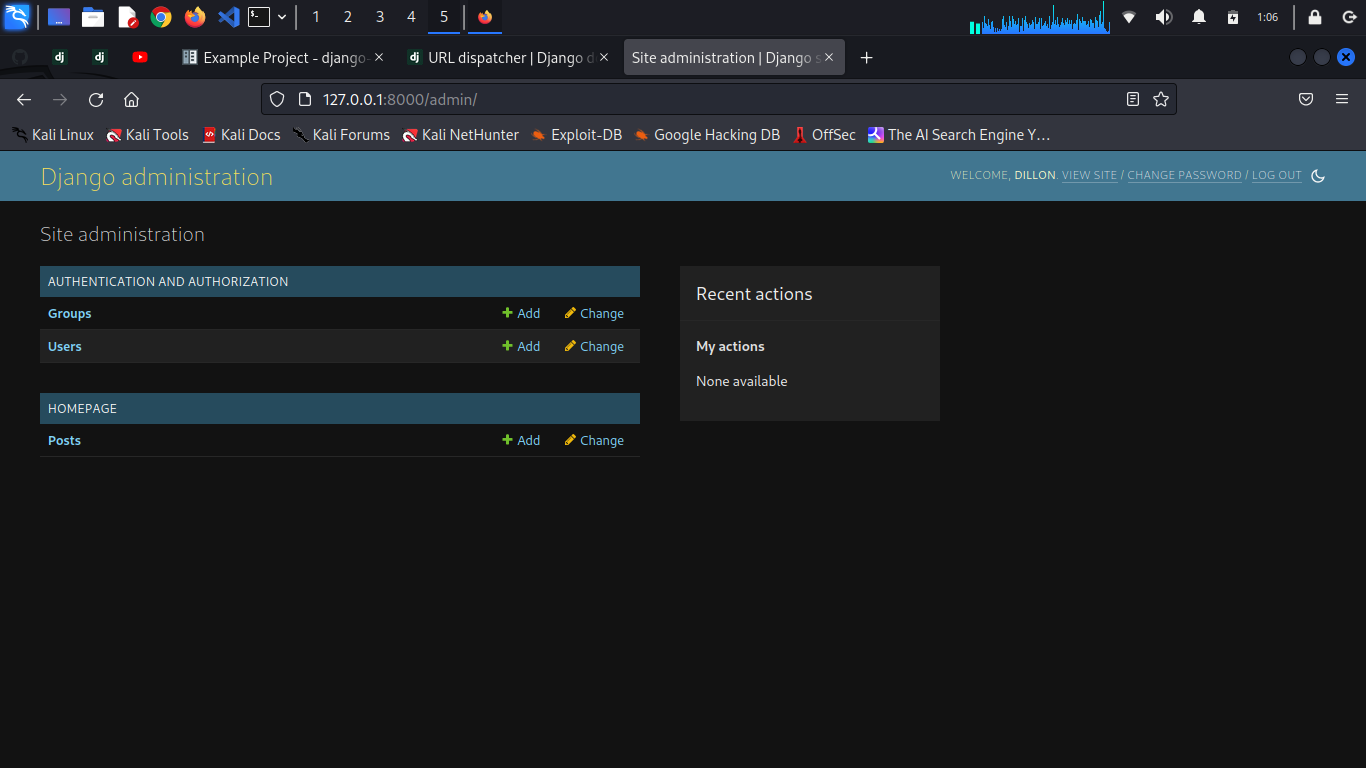 1 2 3 4 5 1:06
dj dj Example Project - django- URL dispatcher | Django d Site administration | Django s
127.0.0.1:8000/admin/
Kali Linux Kali Tools Kali Docs Kali Forums Kali NetHunter Exploit-DB Google Hacking DB OffSec The AI Search Engine Y…
Django administration
WELCOME, DILLON. VIEW SITE / CHANGE PASSWORD / LOG OUT
Site administration
AUTHENTICATION AND AUTHORIZATION
Groups Add Change
Users Add Change
HOMEPAGE
Posts Add Change
Recent actions
My actions
None available